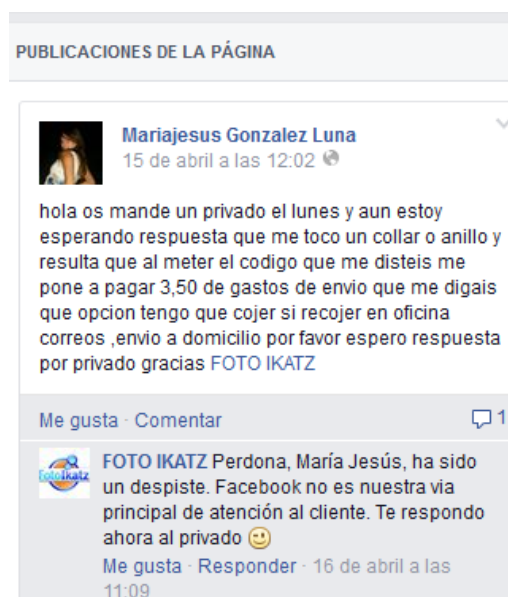 PUBLICACIONES DE LA PÁGINA
Mariajesus Gonzalez Luna
15 de abril a las 12:02
hola os mande un privado el lunes y aun estoy
esperando respuesta que me toco un collar o anillo y
resulta que al meter el codigo que me disteis me
pone a pagar 3,50 de gastos de envio que me digais
que opcion tengo que cojer si recojer en oficina
correos ,envio a domicilio por favor espero respuesta
por privado gracias FOTO IKATZ
Me gusta · Comentar 1
fotoIkatz
FOTO IKATZ Perdona, María Jesús, ha sido
un despiste. Facebook no es nuestra via
principal de atención al cliente. Te respondo
ahora al privado
Me gusta · Responder · 16 de abril a las
11:09